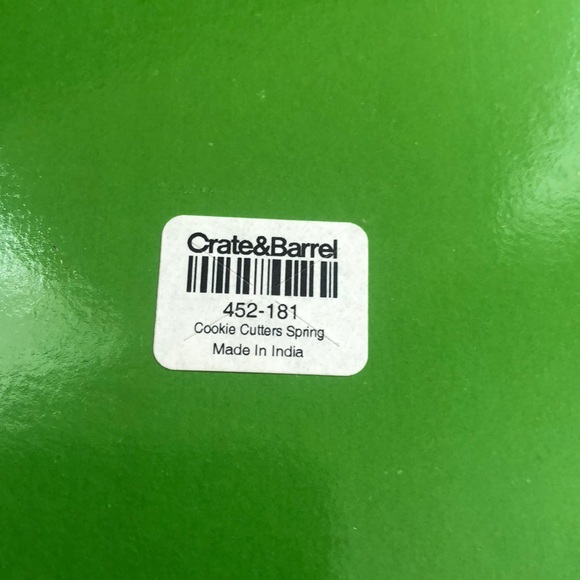 Crate&Barrel
452-181
Cookie Cutters Spring
Made In India